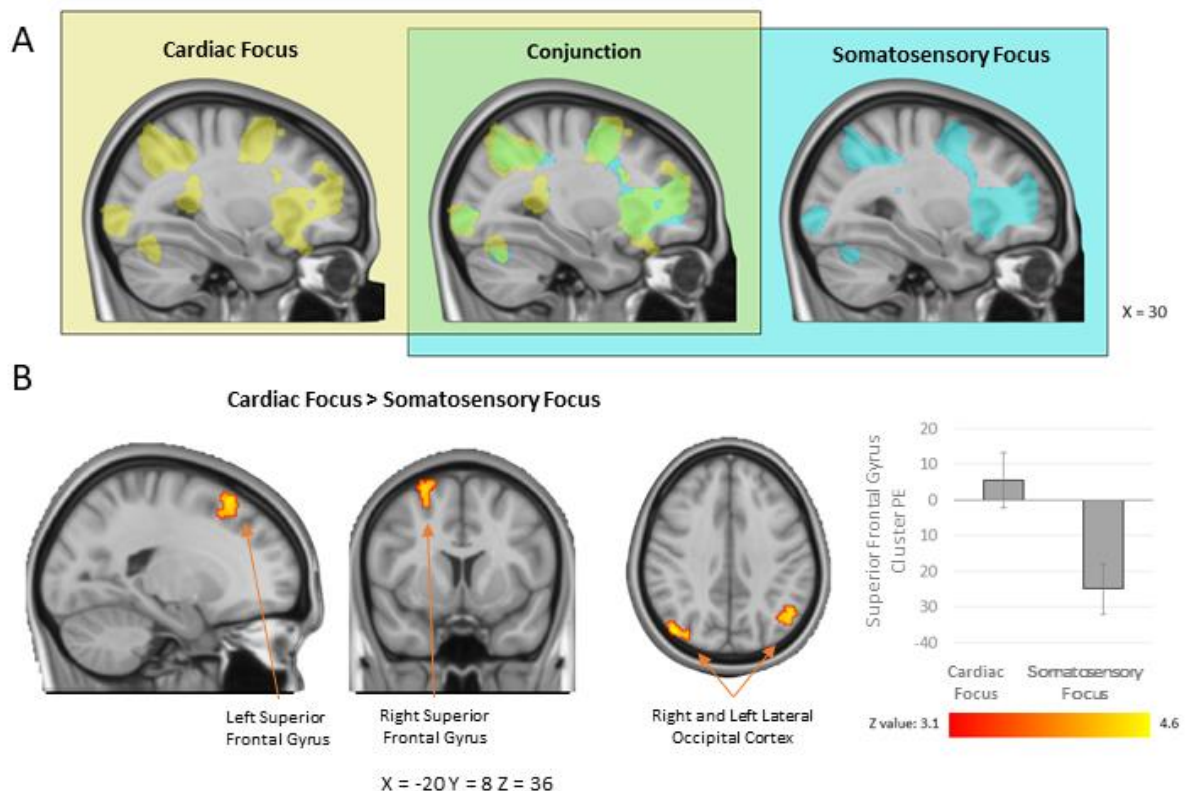 A
Cardiac Focus
Conjunction
Somatosensory Focus
X = 30
B
Cardiac Focus > Somatosensory Focus
Left Superior
Frontal Gyrus
Right Superior
Frontal Gyrus
Right and Left Lateral
Occipital Cortex
X = -20 Y = 8 Z = 36
Superior Frontal Gyrus
Cluster PE
20
10
0
10
20
30
-40
Cardiac
Focus
Somatosensory
Focus
Z value: 3.1
4.6